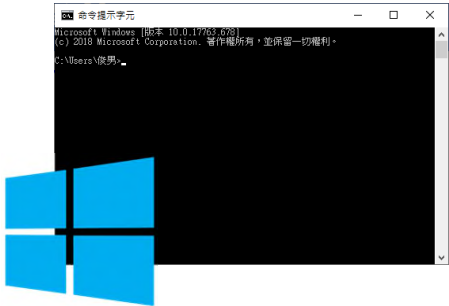 命令提示字元
Microsoft Windows [版本 10.0.17763.678]
(c) 2018 Microsoft Corporation. 著作權所有，並保留一切權利。
C:\Users\俊男>